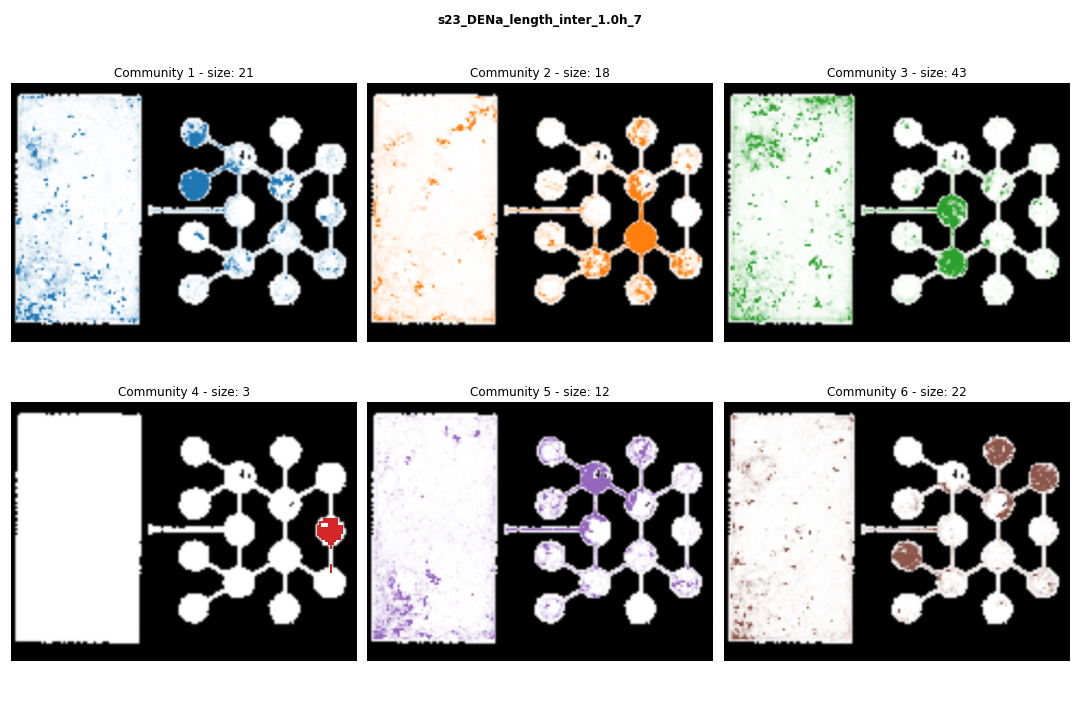 s23_DENa_length_inter_1.0h_7
Community 1 - size: 21
Community 2 - size: 18
Community 3 - size: 43
Community 4 - size: 3
Community 5 - size: 12
Community 6 - size: 22